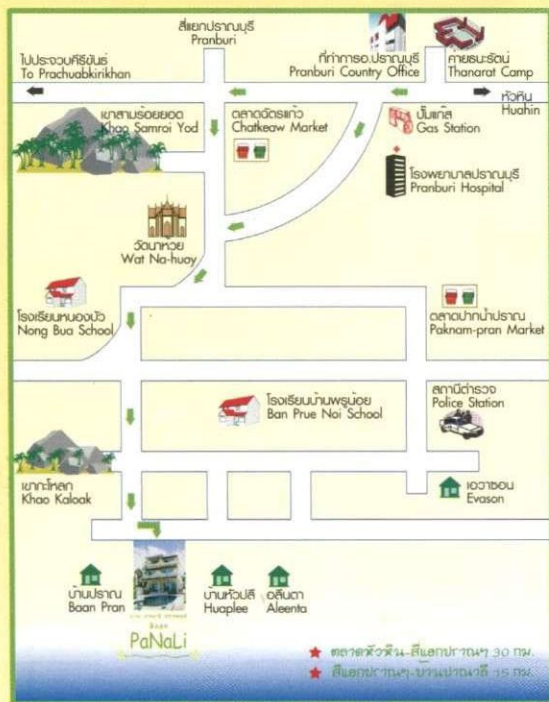 สี่แยกปราณบุรี
Pranburi
ไปประจวบคีรีขันธ์
To Prachuabkirikhan
ที่ทำการอ.ปราณบุรี
Pranburi Country Office
ค่ายธนะรัตน์
Thanarat Camp
หัวหิน
Huahin
เขาสามร้อยยอด
Khao Samroi Yod
ตลาดฉัตรแก้ว
Chatkeaw Market
ปั๊มแก๊ส
Gas Station
โรงพยาบาลปราณบุรี
Pranburi Hospital
วัดนาห้วย
Wat Na-huay
โรงเรียนหนองบัว
Nong Bua School
ตลาดปากน้ำปราณ
Paknam-pran Market
โรงเรียนบ้านพรุน้อย
Ban Prue Noi School
สถานีตำรวจ
Police Station
เขากะโหลก
Khao Kaloak
เอวาซอน
Evason
บ้านปราณ
Baan Pran
บ้านหัวปลี
Huaplee
อลีนตา
Aleenta
PaNaLi
ตลาดหัวหิน-สี่แยกปราณฯ 30 กม.
สี่แยกปราณฯ-บ้านปาณาลี 15 กม.